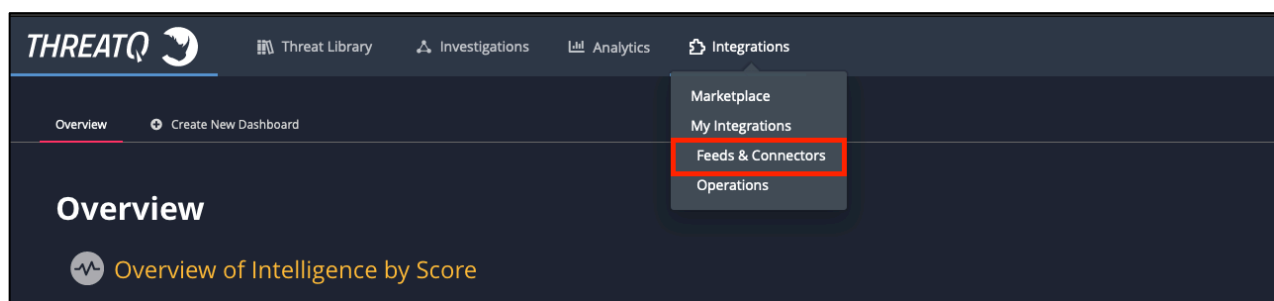 THREATQ
Threat Library
Investigations
Analytics
Integrations
Marketplace
My Integrations
Feeds & Connectors
Operations
Overview
Create New Dashboard
Overview
Overview of Intelligence by Score